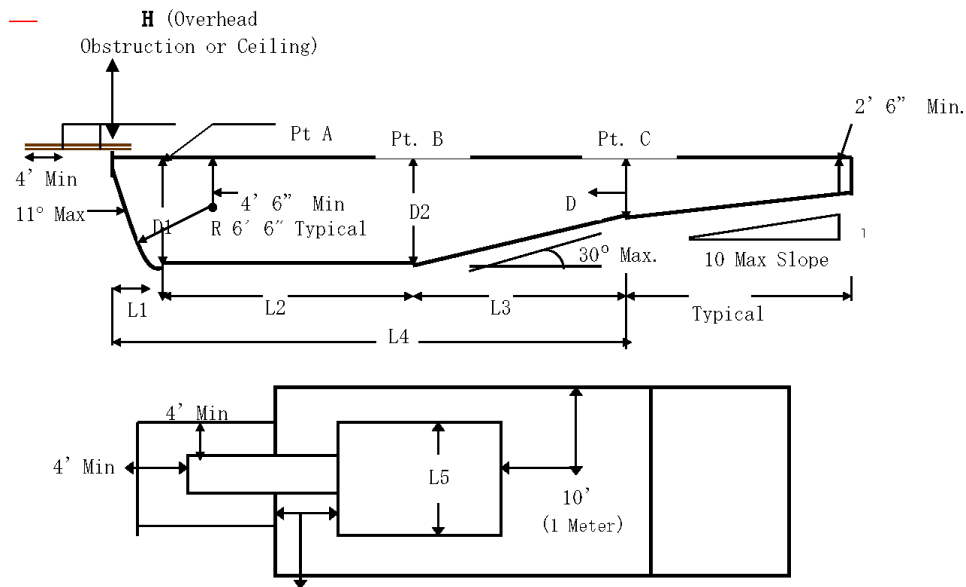 H (Overhead
Obstruction or Ceiling)
2' 6" Min.
Pt A
Pt. B
Pt. C
4' Min
11° Max
D1
4' 6" Min
R 6' 6" Typical
D2
D
30° Max.
1
10 Max Slope
L1
L2
L3
Typical
L4
4' Min
4' Min
L5
10'
(1 Meter)